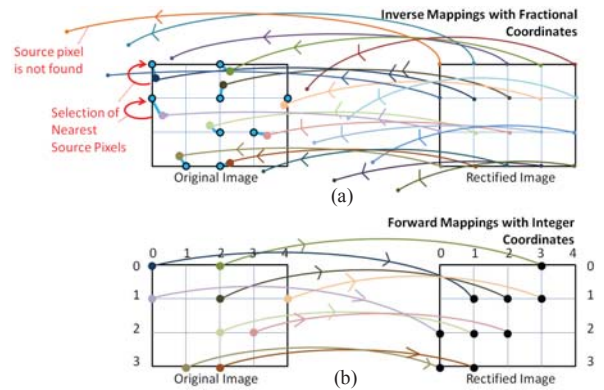 Inverse Mappings with Fractional
Coordinates
Source pixel
is not found
Selection of
Nearest
Source Pixels
Original Image
Rectified Image
(a)
Forward Mappings with Integer
Coordinates
0 1 2 3 4
0 1 2 3 4
0
0
1
1
2
2
3
3
Original Image
Rectified Image
(b)